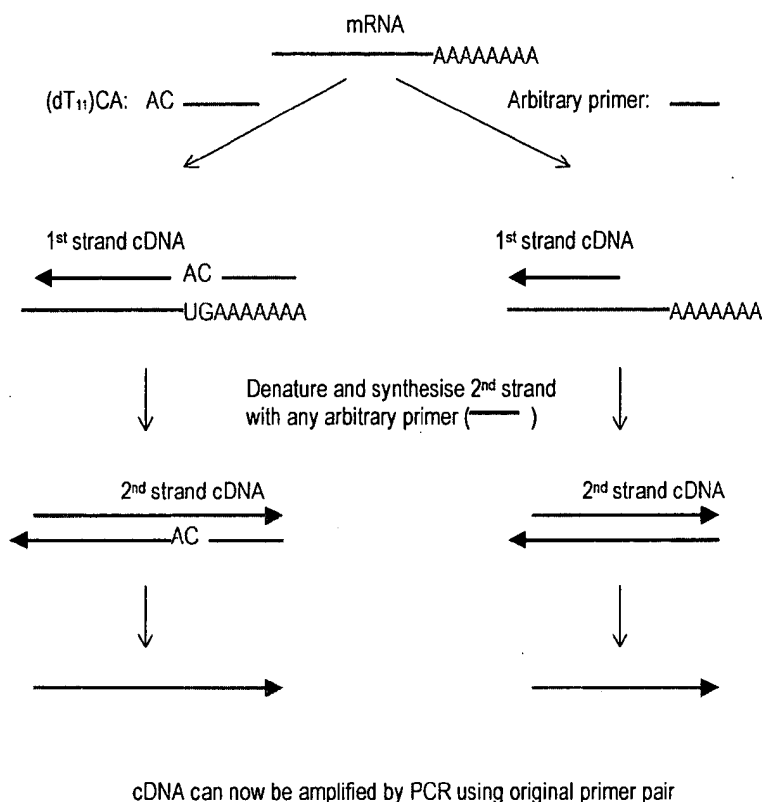 mRNA
AAAAAAAA
(dT₁₁)CA: AC
Arbitrary primer:
1st strand cDNA
1st strand cDNA
AC
UGAAAAAAA
AAAAAAA
Denature and synthesise 2nd strand
with any arbitrary primer ( )
2nd strand cDNA
2nd strand cDNA
AC
cDNA can now be amplified by PCR using original primer pair